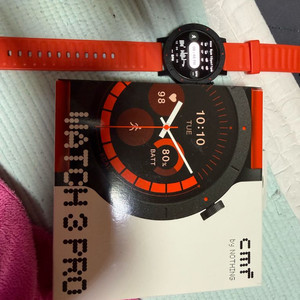 98
10:10
TUE
80%
BATT
WATCH 3 PRO
cmf
by NOTHING